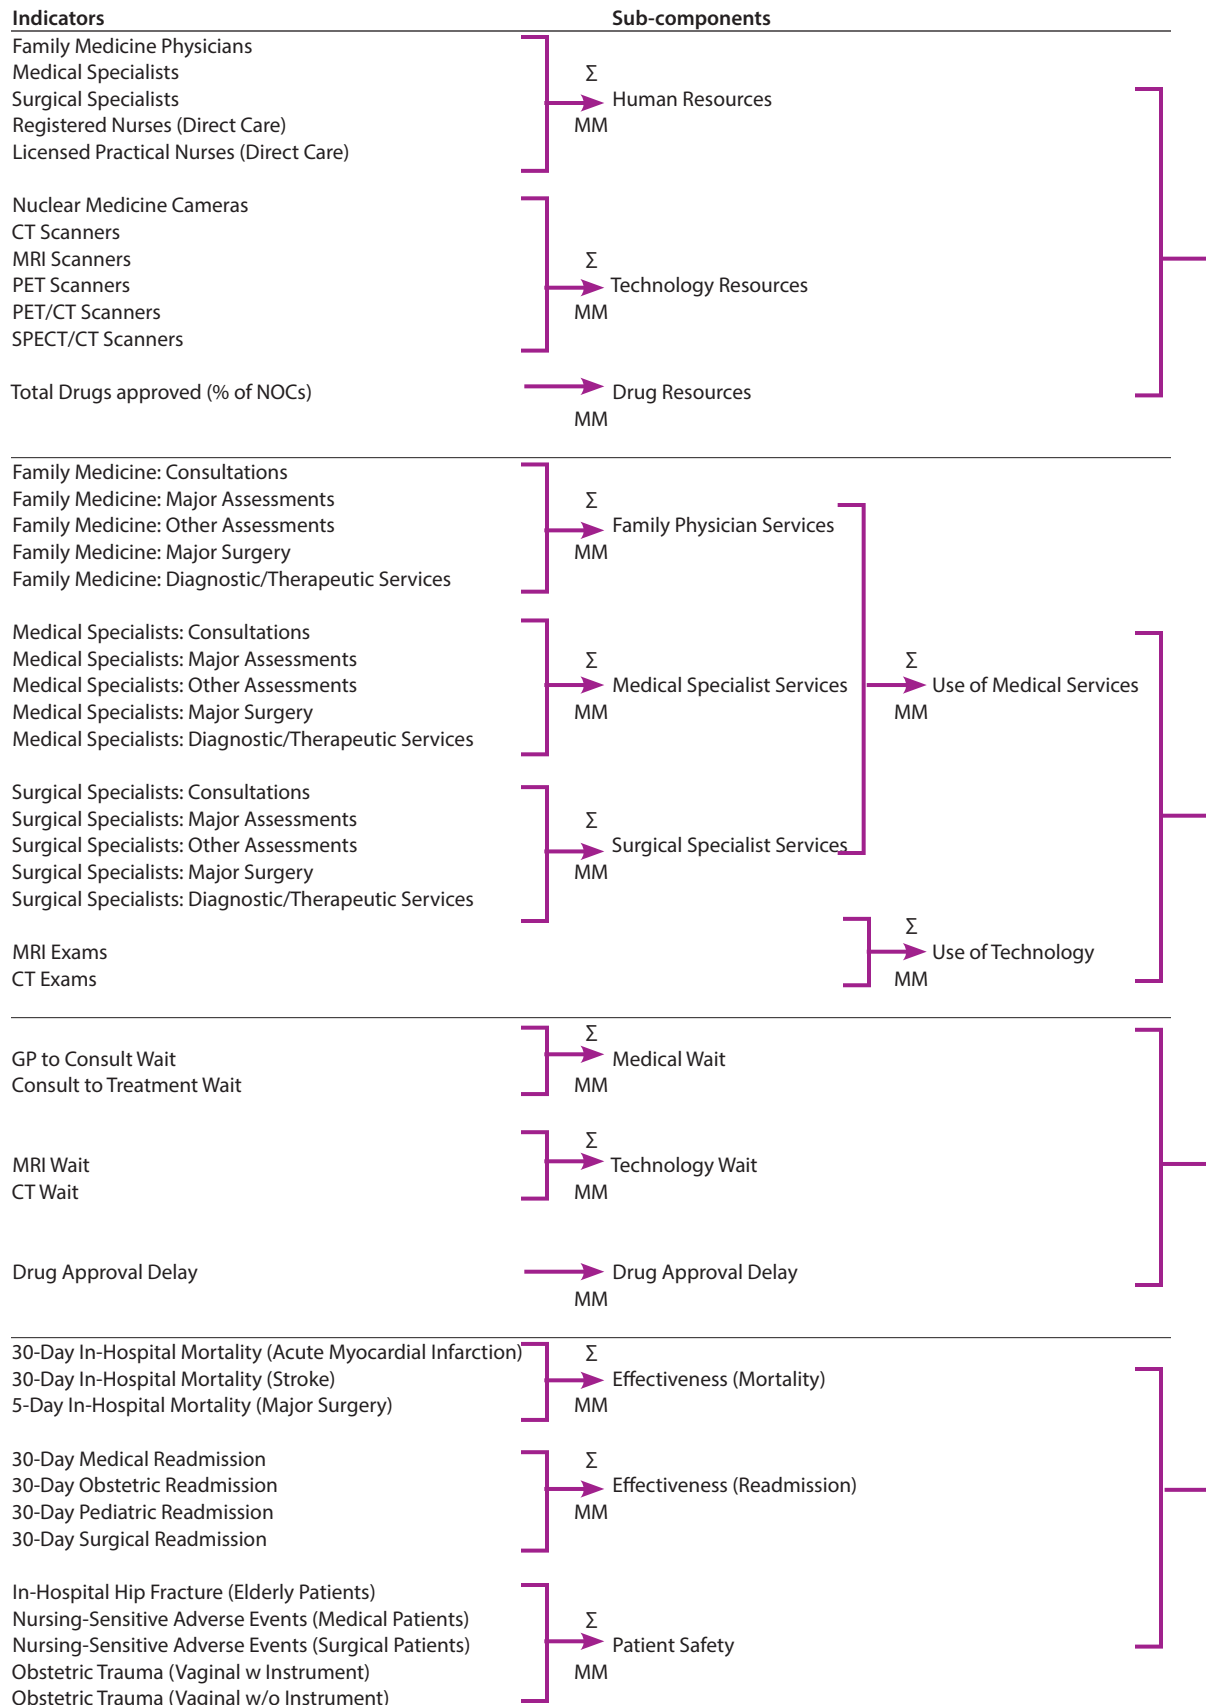 Indicators Sub-components
Family Medicine Physicians
Medical Specialists Σ
Surgical Specialists Human Resources
Registered Nurses (Direct Care) MM
Licensed Practical Nurses (Direct Care)
Nuclear Medicine Cameras
CT Scanners
MRI Scanners Σ
PET Scanners Technology Resources
PET/CT Scanners MM
SPECT/CT Scanners
Total Drugs approved (% of NOCs) Drug Resources
MM
Family Medicine: Consultations
Family Medicine: Major Assessments Σ
Family Medicine: Other Assessments Family Physician Services
Family Medicine: Major Surgery MM
Family Medicine: Diagnostic/Therapeutic Services
Medical Specialists: Consultations
Medical Specialists: Major Assessments Σ Σ
Medical Specialists: Other Assessments Medical Specialist Services Use of Medical Services
Medical Specialists: Major Surgery MM MM
Medical Specialists: Diagnostic/Therapeutic Services
Surgical Specialists: Consultations
Surgical Specialists: Major Assessments Σ
Surgical Specialists: Other Assessments Surgical Specialist Services
Surgical Specialists: Major Surgery MM
Surgical Specialists: Diagnostic/Therapeutic Services
Σ
MRI Exams Use of Technology
CT Exams MM
Σ
GP to Consult Wait Medical Wait
Consult to Treatment Wait MM
Σ
MRI Wait Technology Wait
CT Wait MM
Drug Approval Delay Drug Approval Delay
MM
30-Day In-Hospital Mortality (Acute Myocardial Infarction) Σ
30-Day In-Hospital Mortality (Stroke) Effectiveness (Mortality)
5-Day In-Hospital Mortality (Major Surgery) MM
30-Day Medical Readmission Σ
30-Day Obstetric Readmission Effectiveness (Readmission)
30-Day Pediatric Readmission MM
30-Day Surgical Readmission
In-Hospital Hip Fracture (Elderly Patients)
Nursing-Sensitive Adverse Events (Medical Patients) Σ
Nursing-Sensitive Adverse Events (Surgical Patients) Patient Safety
Obstetric Trauma (Vaginal w Instrument) MM
Obstetric Trauma (Vaginal w/o Instrument)